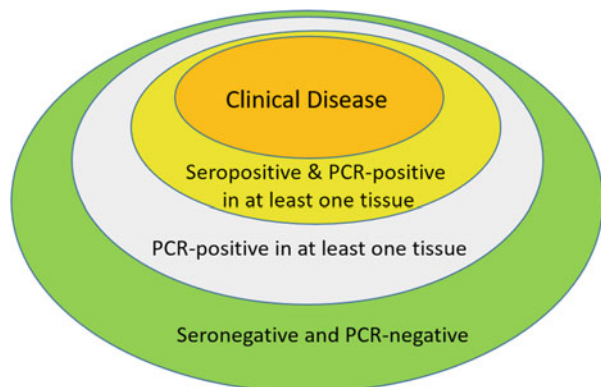 Clinical Disease
Seropositive & PCR-positive
in at least one tissue
PCR-positive in at least one tissue
Seronegative and PCR-negative